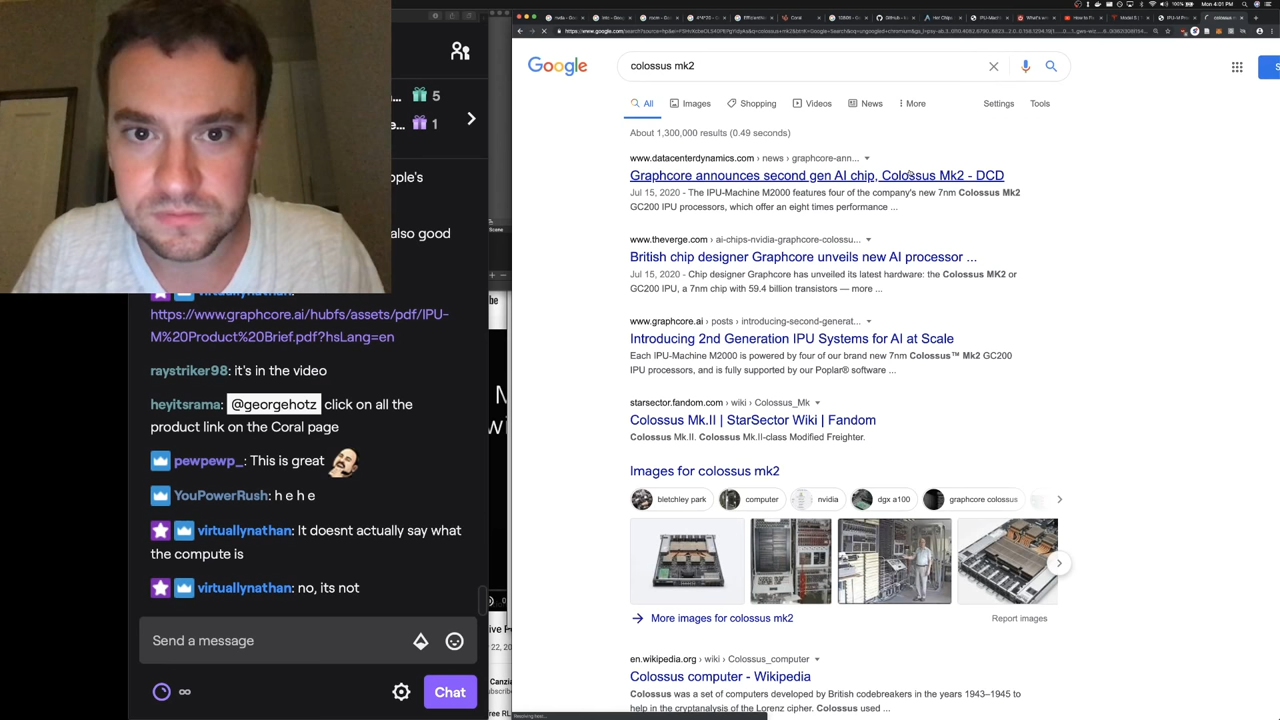 5
1
ople's
also good
virtuallynathan:
https://www.graphcore.ai/hubfs/assets/pdf/IPU-
M%20Product%20Brief.pdf?hsLang=en
raystriker98: it's in the video
heyitsrama: @georgehotz click on all the
product link on the Coral page
pewpewp_: This is great
YouPowerRush: h e h e
virtuallynathan: It doesnt actually say what
the compute is
virtuallynathan: no, its not
Send a message
Chat
Scene
Mon 4:01 PM
Google
colossus mk2
All
Images
Shopping
Videos
News
More
Settings
Tools
About 1,300,000 results (0.49 seconds)
www.datacenterdynamics.com › news › graphcore-ann...
Graphcore announces second gen AI chip, Colossus Mk2 - DCD
Jul 15, 2020 - The IPU-Machine M2000 features four of the company's new 7nm Colossus Mk2
GC200 IPU processors, which offer an eight times performance ...
www.theverge.com › ai-chips-nvidia-graphcore-colossu...
British chip designer Graphcore unveils new AI processor ...
Jul 15, 2020 - Chip designer Graphcore has unveiled its latest hardware: the Colossus MK2 or
GC200 IPU, a 7nm chip with 59.4 billion transistors — more ...
www.graphcore.ai › posts › introducing-second-generat...
Introducing 2nd Generation IPU Systems for AI at Scale
Each IPU-Machine M2000 is powered by four of our brand new 7nm Colossus™ Mk2 GC200
IPU processors, and is fully supported by our Poplar® software ...
starsector.fandom.com › wiki › Colossus_Mk
Colossus Mk.II | StarSector Wiki | Fandom
Colossus Mk.II. Colossus Mk.II-class Modified Freighter.
Images for colossus mk2
bletchley park
computer
nvidia
dgx a100
graphcore colossus
More images for colossus mk2
Report images
en.wikipedia.org › wiki › Colossus_computer
Colossus computer - Wikipedia
Colossus was a set of computers developed by British codebreakers in the years 1943–1945 to
help in the cryptanalysis of the Lorenz cipher. Colossus used ...